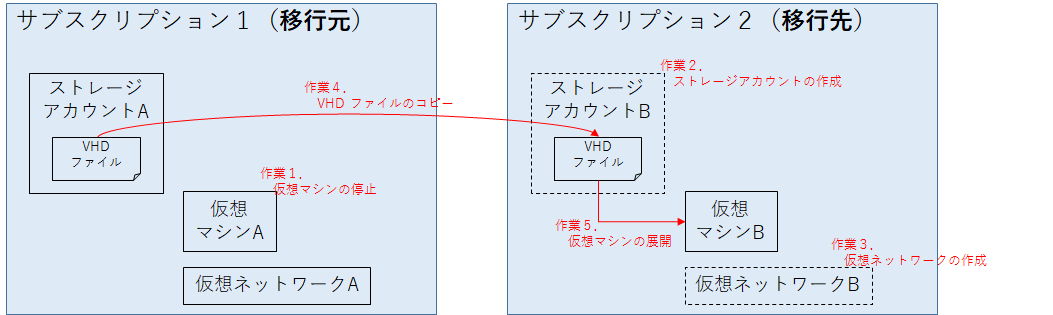 サブスクリプション１（移行元）
ストレージ
アカウントA
VHD
ファイル
作業４．
VHD ファイルのコピー
作業１．
仮想マシンの停止
仮想
マシンA
仮想ネットワークA
サブスクリプション２（移行先）
作業２．
ストレージアカウントの作成
ストレージ
アカウントB
VHD
ファイル
作業５．
仮想マシンの展開
仮想
マシンB
作業３．
仮想ネットワークの作成
仮想ネットワークB